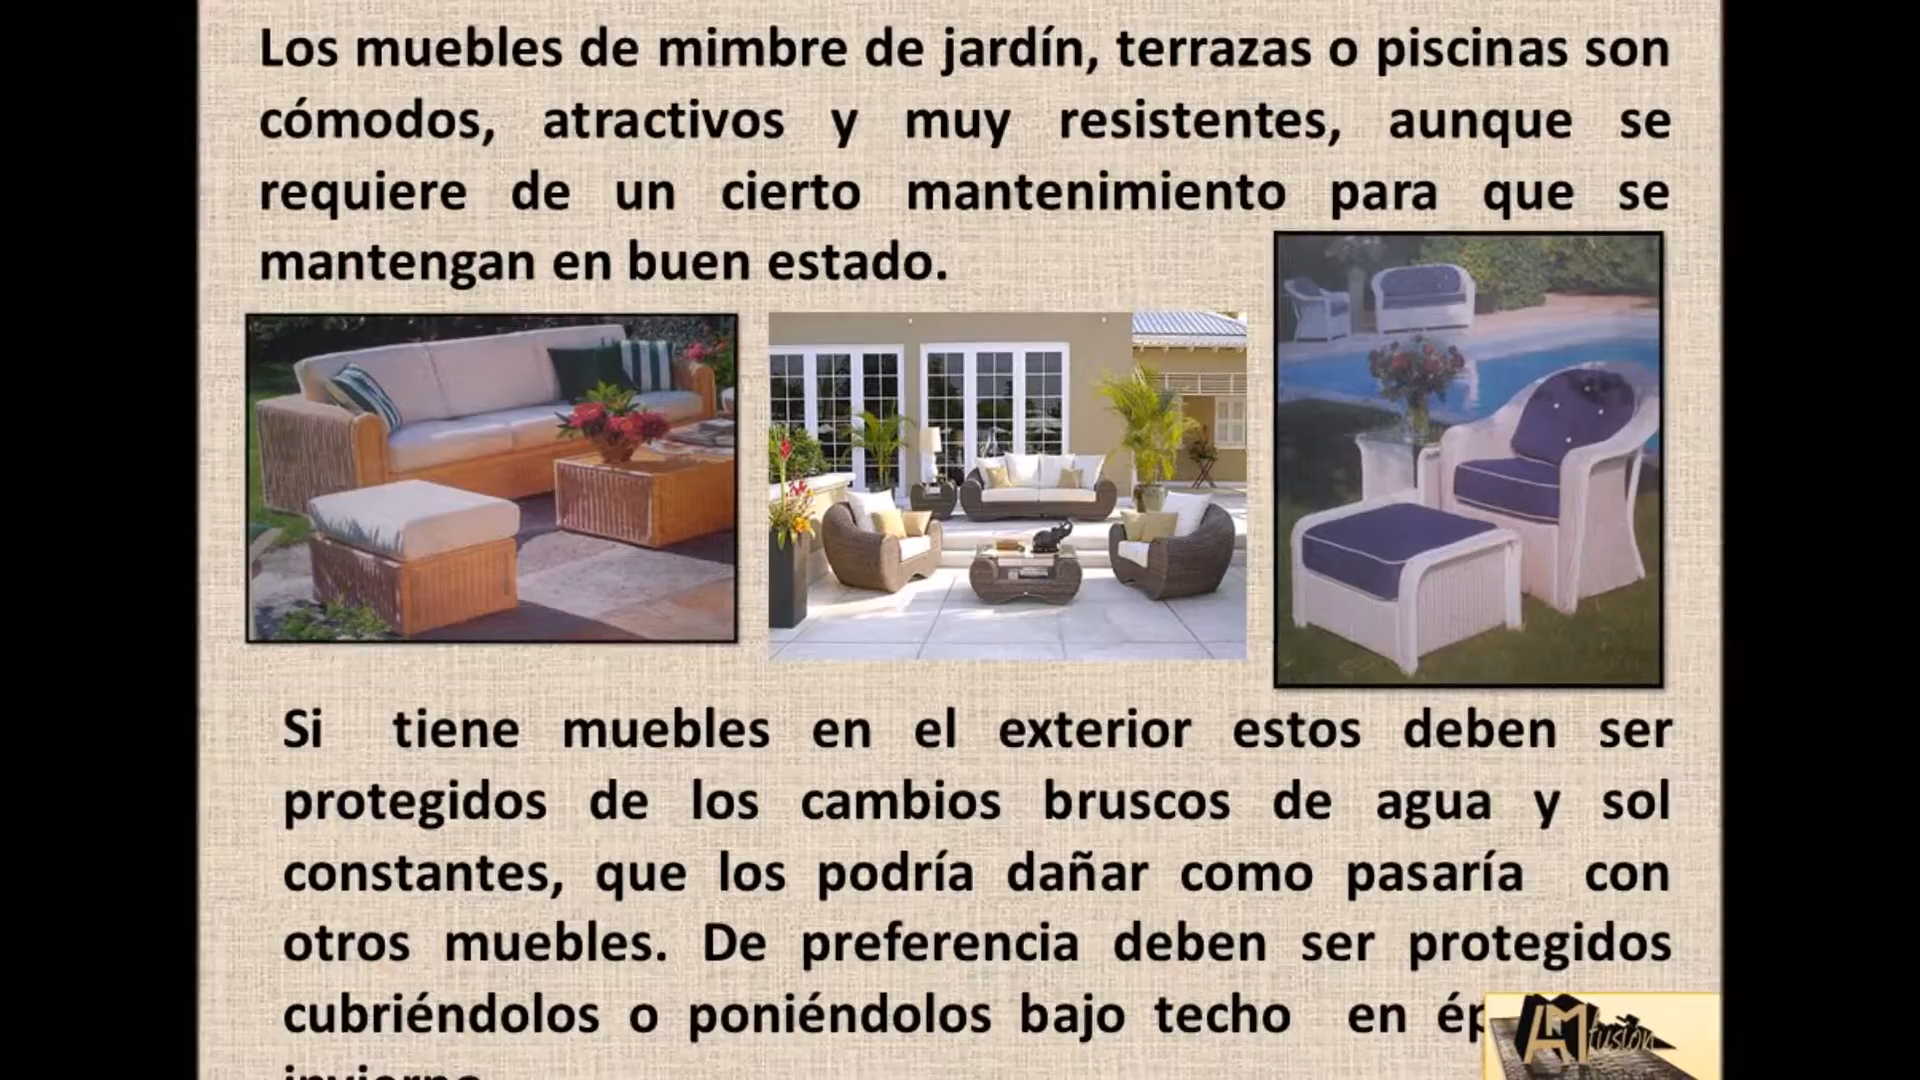 Los muebles de mimbre de jardín, terrazas o piscinas son
cómodos, atractivos y muy resistentes, aunque se
requiere de un cierto mantenimiento para que se
mantengan en buen estado.
Si tiene muebles en el exterior estos deben ser
protegidos de los cambios bruscos de agua y sol
constantes, que los podría dañar como pasaría con
otros muebles. De preferencia deben ser protegidos
cubriéndolos o poniéndolos bajo techo en
fusión